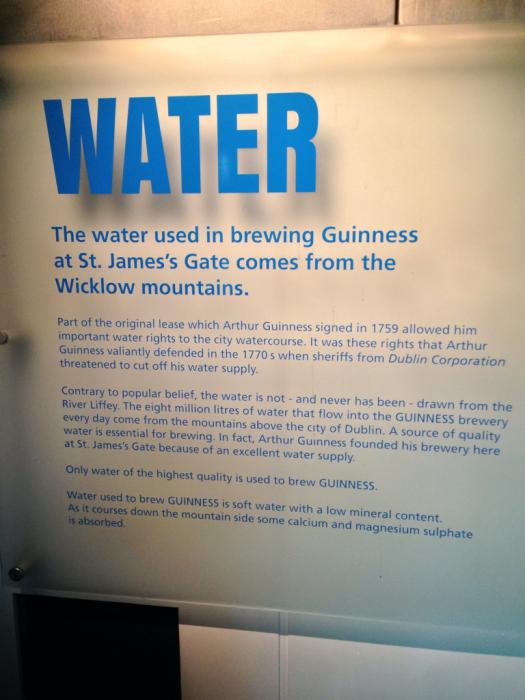 WATER
The water used in brewing Guinness
at St. James's Gate comes from the
Wicklow mountains.
Part of the original lease which Arthur Guinness signed in 1759 allowed him
important water rights to the city watercourse. It was these rights that Arthur
Guinness valiantly defended in the 1770s when sheriffs from Dublin Corporation
threatened to cut off his water supply.
Contrary to popular belief, the water is not - and never has been - drawn from the
River Liffey. The eight million litres of water that flow into the GUINNESS brewery
every day come from the mountains above the city of Dublin. A source of quality
water is essential for brewing. In fact, Arthur Guinness founded his brewery here
at St. James's Gate because of an excellent water supply.
Only water of the highest quality is used to brew GUINNESS.
Water used to brew GUINNESS is soft water with a low mineral content.
As it courses down the mountain side some calcium and magnesium sulphate
is absorbed.